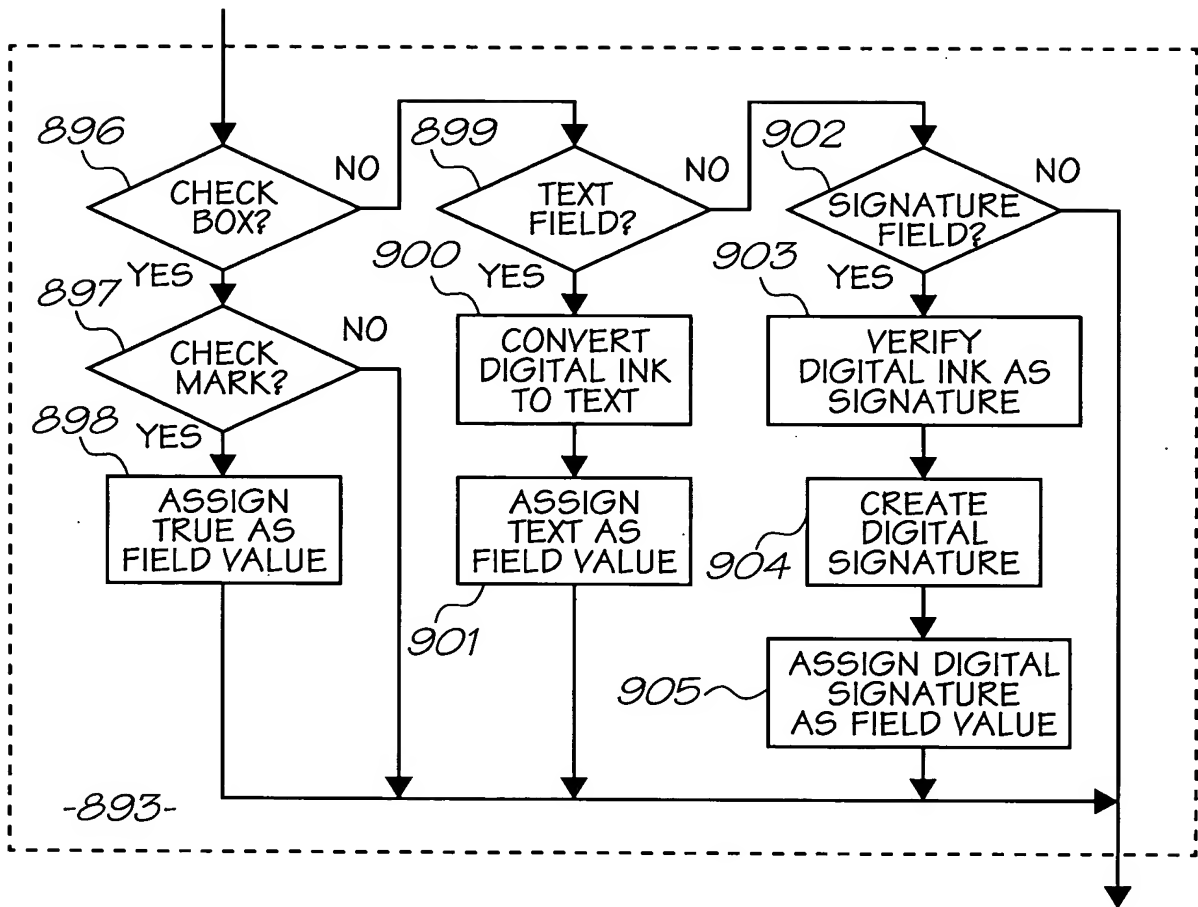 896
CHECK
BOX?
NO
YES
897
CHECK
MARK?
NO
898
YES
ASSIGN
TRUE AS
FIELD VALUE
899
TEXT
FIELD?
NO
900
YES
CONVERT
DIGITAL INK
TO TEXT
ASSIGN
TEXT AS
FIELD VALUE
901
902
SIGNATURE
FIELD?
NO
903
YES
VERIFY
DIGITAL INK AS
SIGNATURE
CREATE
DIGITAL
SIGNATURE
904
ASSIGN DIGITAL
SIGNATURE
AS FIELD VALUE
905
-893-